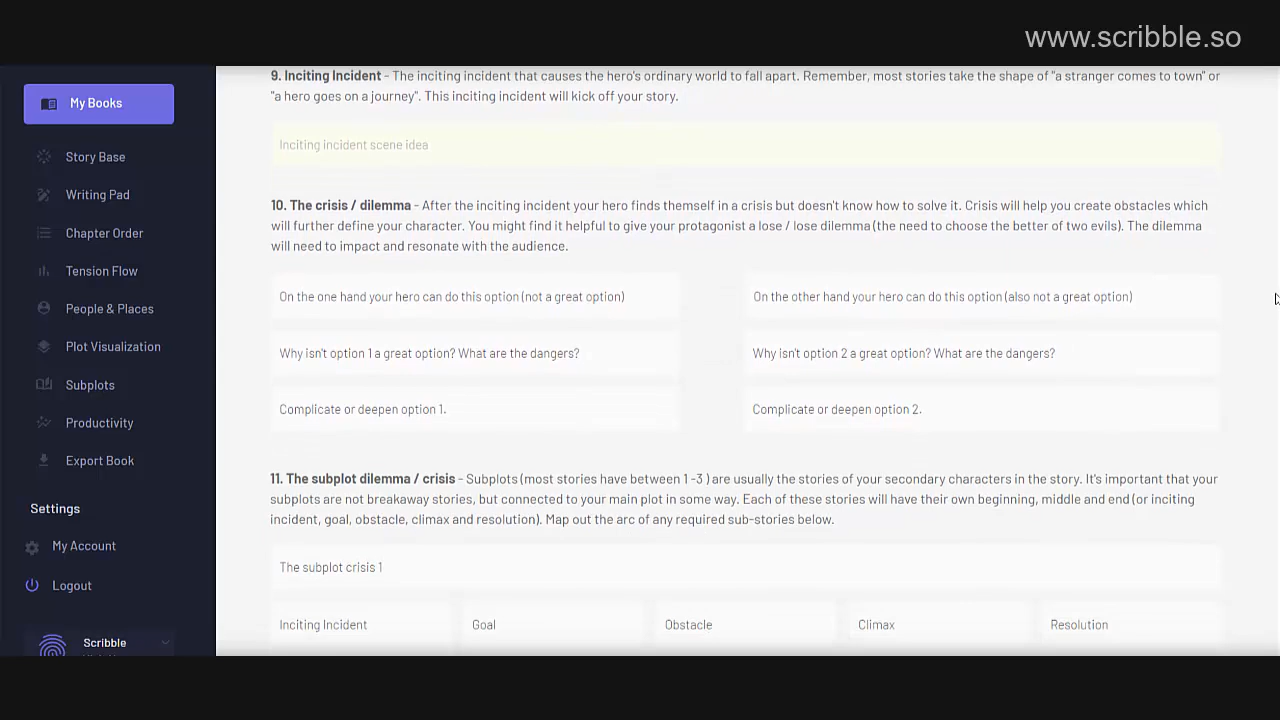 www.scribble.so
My Books
Story Base
Writing Pad
Chapter Order
Tension Flow
People & Places
Plot Visualization
Subplots
Productivity
Export Book
Settings
My Account
Logout
Scribble
9. Inciting Incident - The inciting incident that causes the hero's ordinary world to fall apart. Remember, most stories take the shape of "a stranger comes to town" or
"a hero goes on a journey". This inciting incident will kick off your story.
Inciting incident scene idea
10. The crisis / dilemma - After the inciting incident your hero finds themself in a crisis but doesn't know how to solve it. Crisis will help you create obstacles which
will further define your character. You might find it helpful to give your protagonist a lose / lose dilemma (the need to choose the better of two evils). The dilemma
will need to impact and resonate with the audience.
On the one hand your hero can do this option (not a great option)
On the other hand your hero can do this option (also not a great option)
Why isn't option 1 a great option? What are the dangers?
Why isn't option 2 a great option? What are the dangers?
Complicate or deepen option 1.
Complicate or deepen option 2.
11. The subplot dilemma / crisis - Subplots (most stories have between 1 -3 ) are usually the stories of your secondary characters in the story. It's important that your
subplots are not breakaway stories, but connected to your main plot in some way. Each of these stories will have their own beginning, middle and end (or inciting
incident, goal, obstacle, climax and resolution). Map out the arc of any required sub-stories below.
The subplot crisis 1
Inciting Incident
Goal
Obstacle
Climax
Resolution